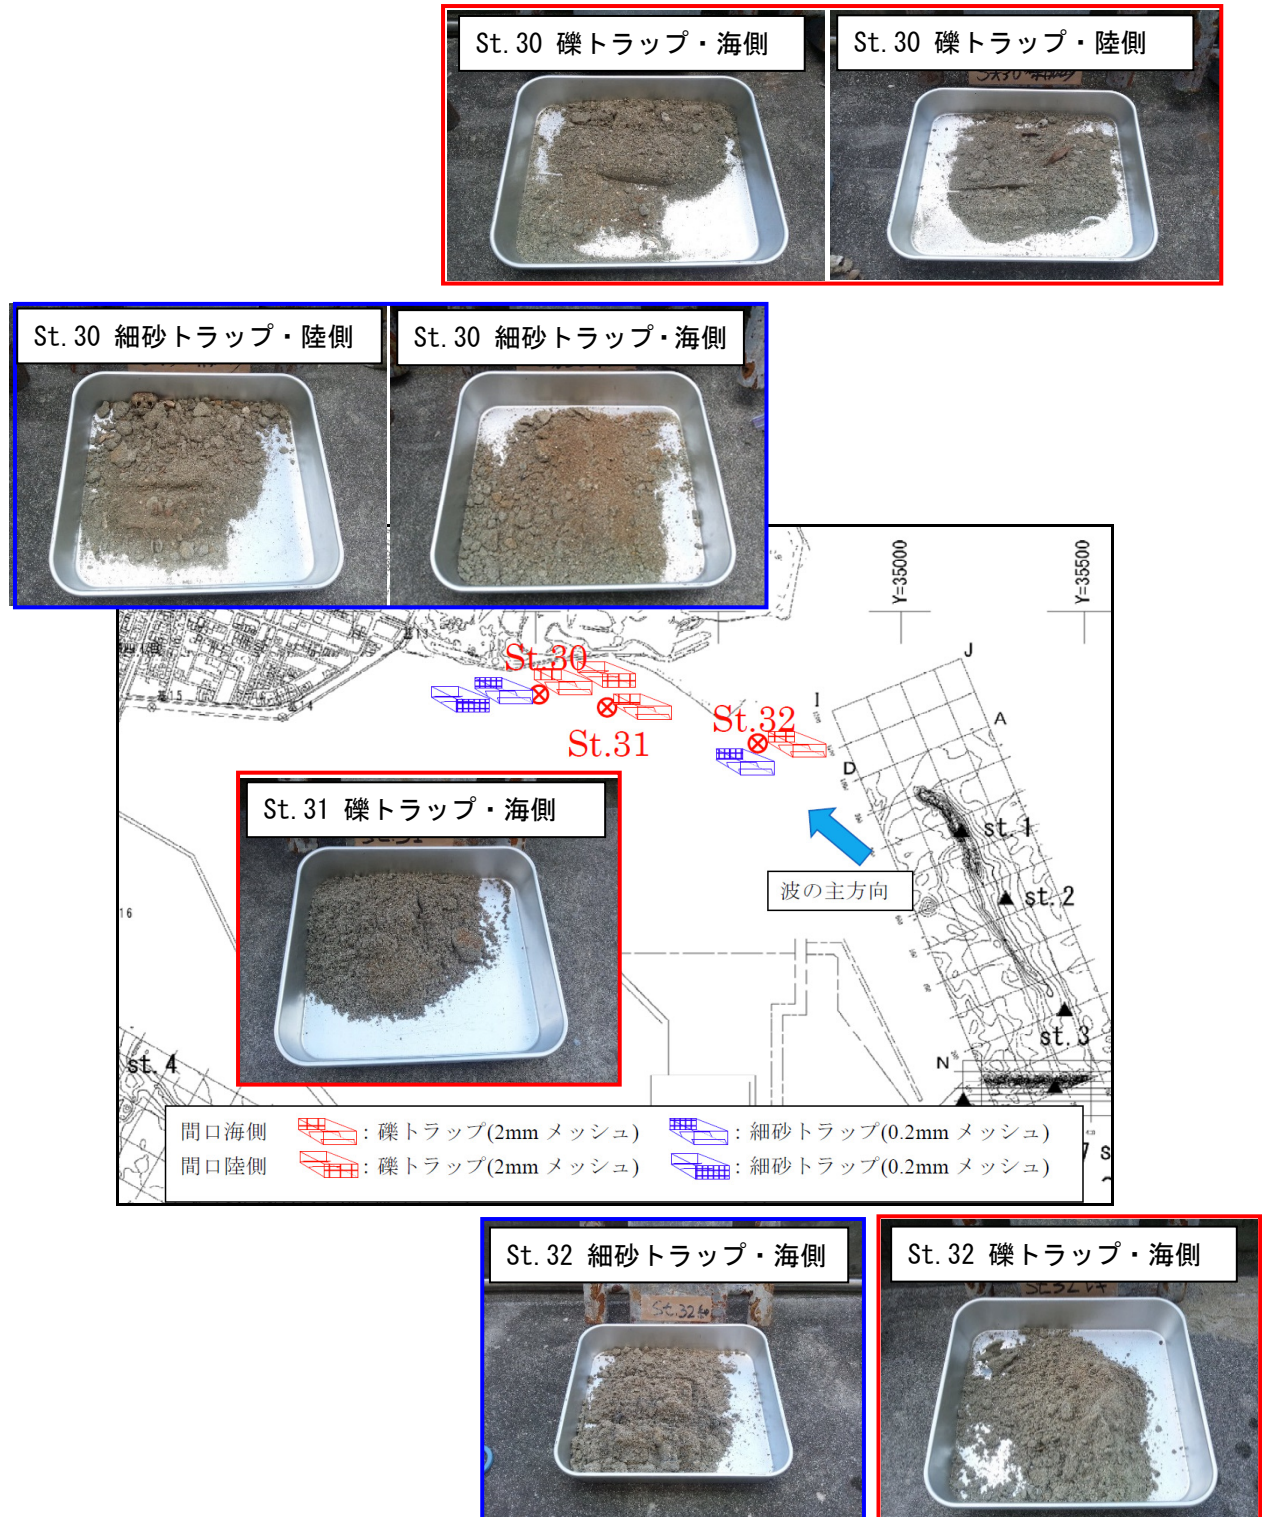 St.30 礫トラップ・海側
St.30 礫トラップ・陸側
St.30 細砂トラップ・陸側
St.30 細砂トラップ・海側
Y=35000
Y=35500
St.30
St.31
St.32
J
I
A
D
st.1
st.2
st.3
N
波の主方向
St.31 礫トラップ・海側
16
st.4
間口海側 : 礫トラップ(2mm メッシュ) : 細砂トラップ(0.2mm メッシュ)
間口陸側 : 礫トラップ(2mm メッシュ) : 細砂トラップ(0.2mm メッシュ)
St.32 細砂トラップ・海側
St.32 礫トラップ・海側